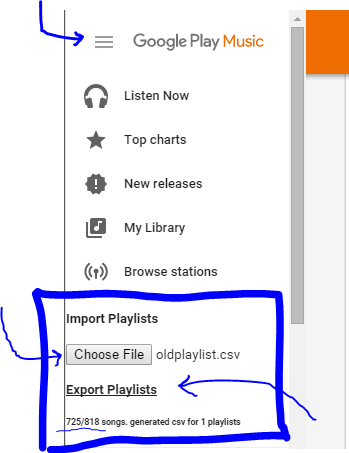 Google Play Music
Listen Now
Top charts
New releases
My Library
Browse stations
Import Playlists
Choose File oldplaylist.csv
Export Playlists
725/818 songs. generated csv for 1 playlists